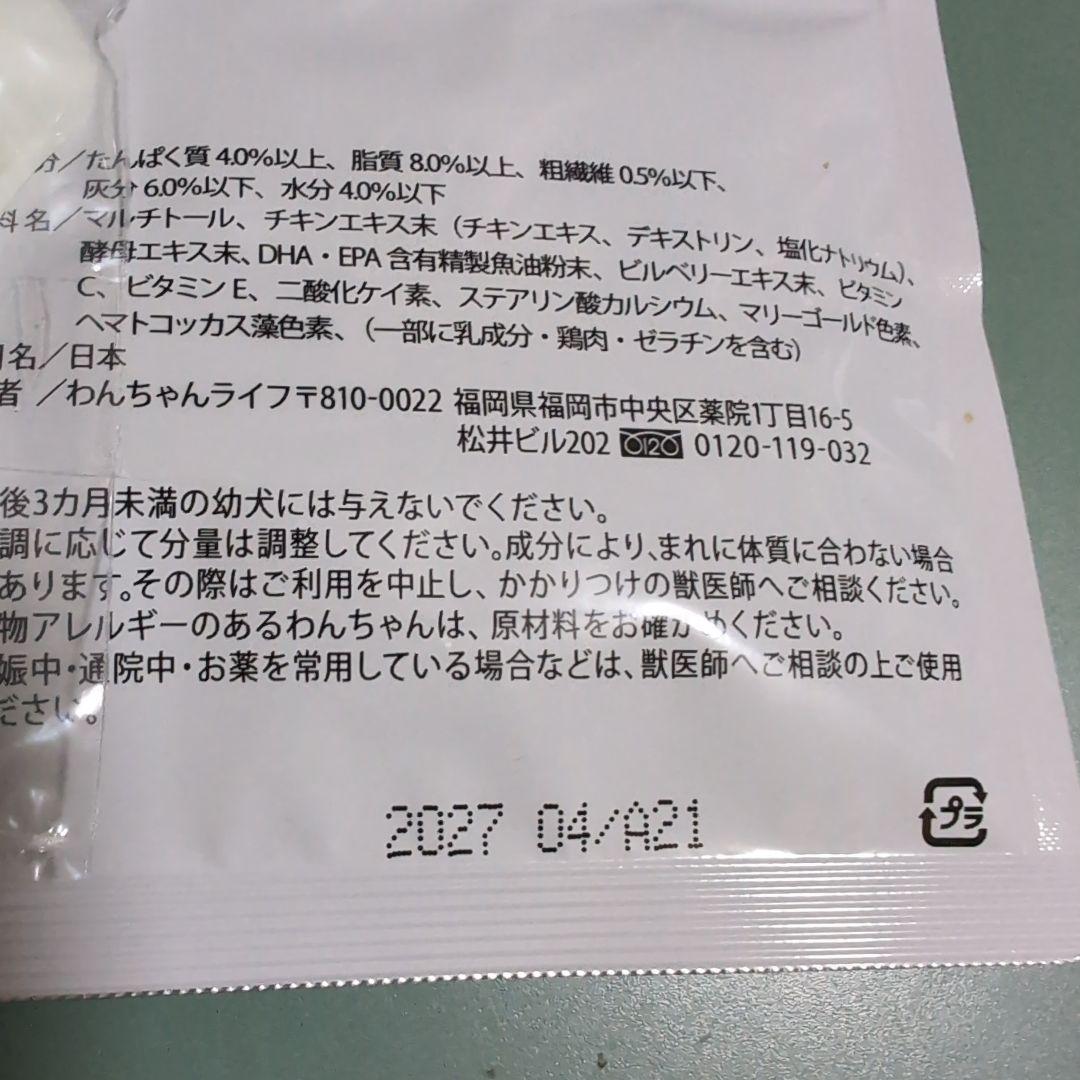 分／たんぱく質 4.0%以上、脂質 8.0%以上、粗繊維 0.5%以下、
灰分 6.0%以下、水分 4.0%以下
料名／マルチトール、チキンエキス末（チキンエキス、デキストリン、塩化ナトリウム）、
酵母エキス末、DHA・EPA 含有精製魚油粉末、ビルベリーエキス末、ビタミン
C、ビタミン E、二酸化ケイ素、ステアリン酸カルシウム、マリーゴールド色素、
ヘマトコッカス藻色素、（一部に乳成分・鶏肉・ゼラチンを含む）
名／日本
者 ／わんちゃんライフ〒810-0022 福岡県福岡市中央区薬院1丁目16-5
松井ビル202 0120-119-032
後3カ月未満の幼犬には与えないでください。
調に応じて分量は調整してください。成分により、まれに体質に合わない場合
あります。その際はご利用を中止し、かかりつけの獣医師へご相談ください。
物アレルギーのあるわんちゃんは、原材料をお確かめください。
娠中・通院中・お薬を常用している場合などは、獣医師へご相談の上ご使用
ださい。
2027 04/A21
プラ